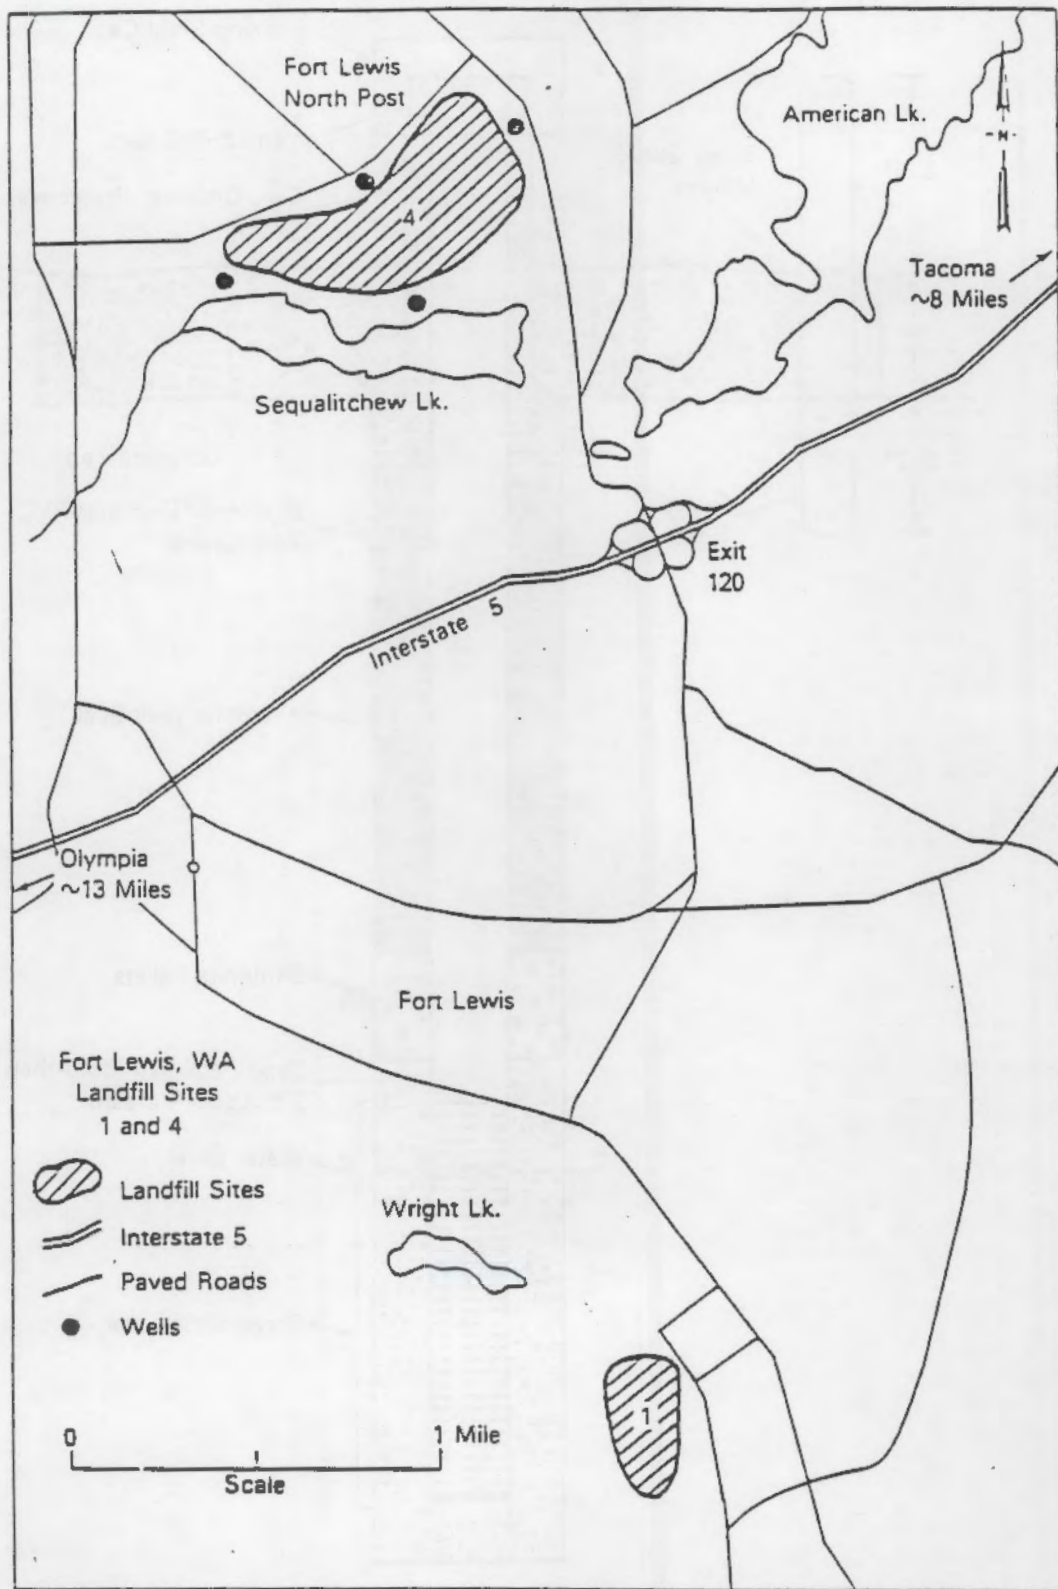 Fort Lewis
North Post
American Lk.
N
4
Tacoma
~8 Miles
Sequalitchew Lk.
Exit
120
Interstate 5
Olympia
~13 Miles
Fort Lewis
Fort Lewis, WA
Landfill Sites
1 and 4
Landfill Sites
Interstate 5
Paved Roads
Wells
Wright Lk.
1
0 1 Mile
Scale